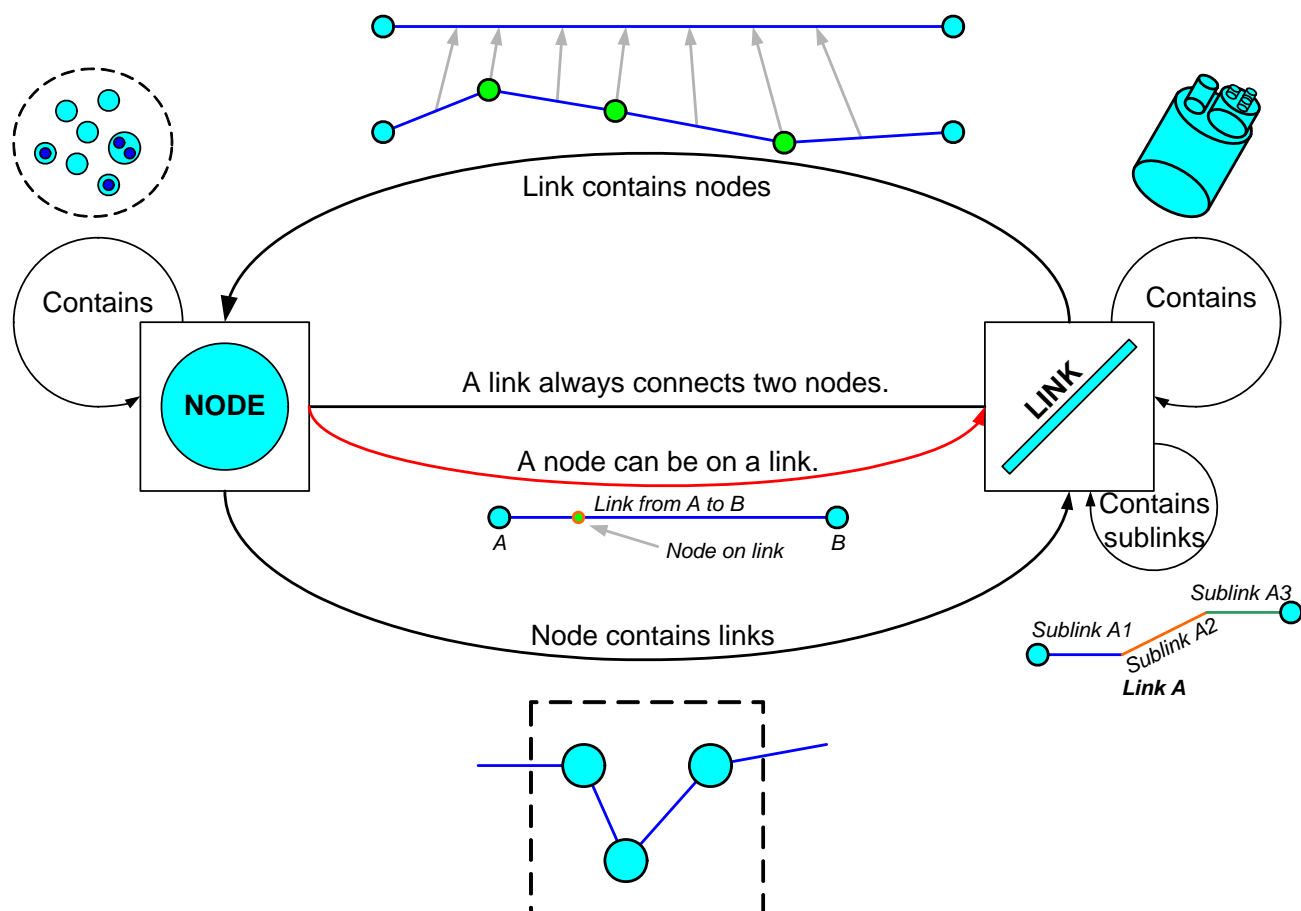 Link contains nodes
Contains
Contains
NODE
A link always connects two nodes.
LINK
A node can be on a link.
Link from A to B
A
B
Node on link
Contains
sublinks
Node contains links
Sublink A3
Sublink A1
Sublink A2
Link A